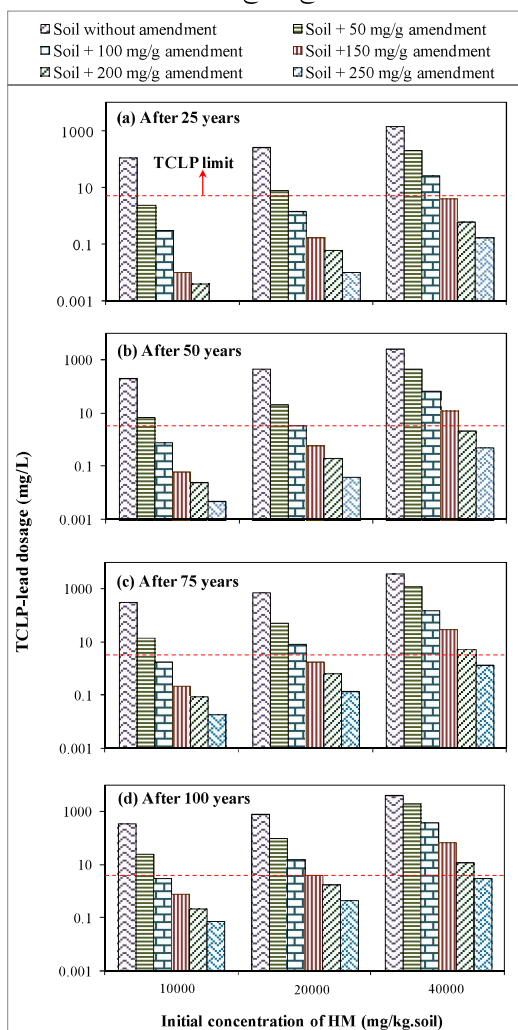 Soil without amendment
Soil + 50 mg/g amendment
Soil + 100 mg/g amendment
Soil +150 mg/g amendment
Soil + 200 mg/g amendment
Soil + 250 mg/g amendment
(a) After 25 years
TCLP limit
1000
10
0.1
0.001
(b) After 50 years
1000
10
0.1
0.001
(c) After 75 years
1000
10
0.1
0.001
(d) After 100 years
1000
10
0.1
0.001
TCLP-lead dosage (mg/L)
10000 20000 40000
Initial concentration of HM (mg/kg.soil)